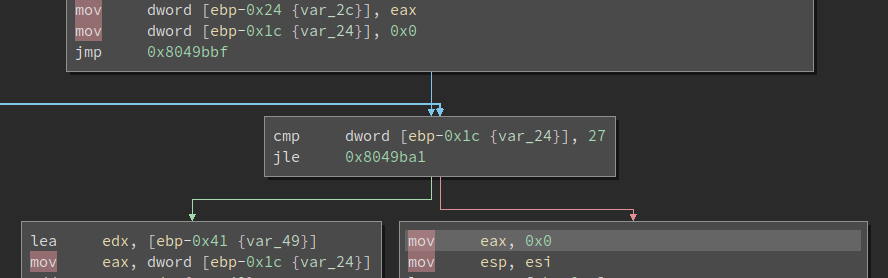 mov dword [ebp-0x24 {var_2c}], eax
mov dword [ebp-0x1c {var_24}], 0x0
jmp 0x8049bbf
cmp dword [ebp-0x1c {var_24}], 27
jle 0x8049ba1
lea edx, [ebp-0x41 {var_49}]
mov eax, dword [ebp-0x1c {var_24}]
mov eax, 0x0
mov esp, esi